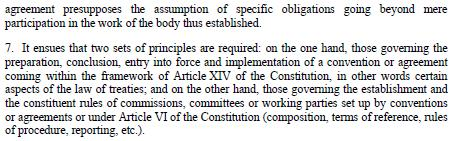 agreement presupposes the assumption of specific obligations going beyond mere
participation in the work of the body thus established.
7. It ensues that two sets of principles are required: on the one hand, those governing the
preparation, conclusion, entry into force and implementation of a convention or agreement
coming within the framework of Article XIV of the Constitution, in other words certain
aspects of the law of treaties; and on the other hand, those governing the establishment and
the constituent rules of commissions, committees or working parties set up by conventions
or agreements or under Article VI of the Constitution (composition, terms of reference, rules
of procedure, reporting, etc.).